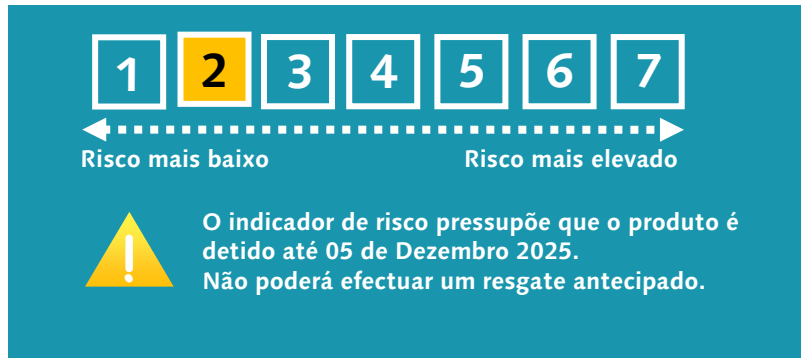 1 2 3 4 5 6 7
Risco mais baixo Risco mais elevado
O indicador de risco pressupõe que o produto é
detido até 05 de Dezembro 2025.
Não poderá efectuar um resgate antecipado.